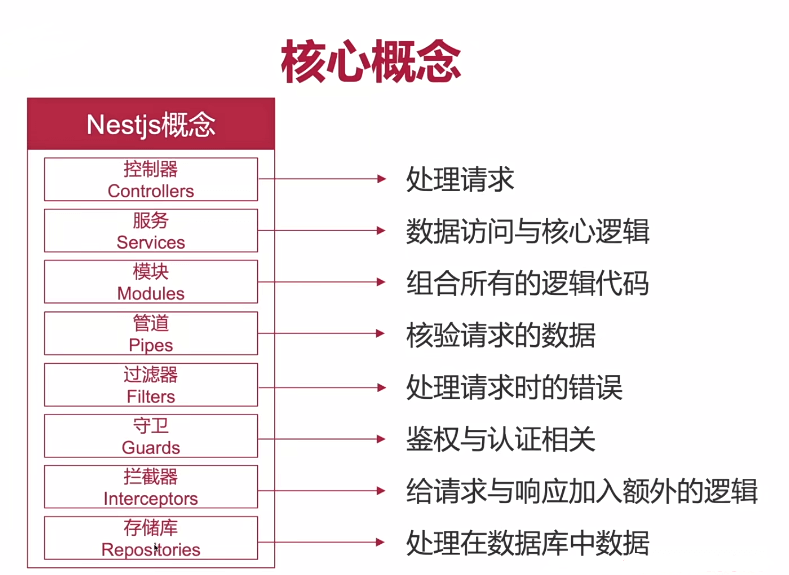 核心概念
Nestjs概念
控制器
Controllers
处理请求
服务
Services
数据访问与核心逻辑
模块
Modules
组合所有的逻辑代码
管道
Pipes
核验请求的数据
过滤器
Filters
处理请求时的错误
守卫
Guards
鉴权与认证相关
拦截器
Interceptors
给请求与响应加入额外的逻辑
存储库
Repositories
处理在数据库中数据